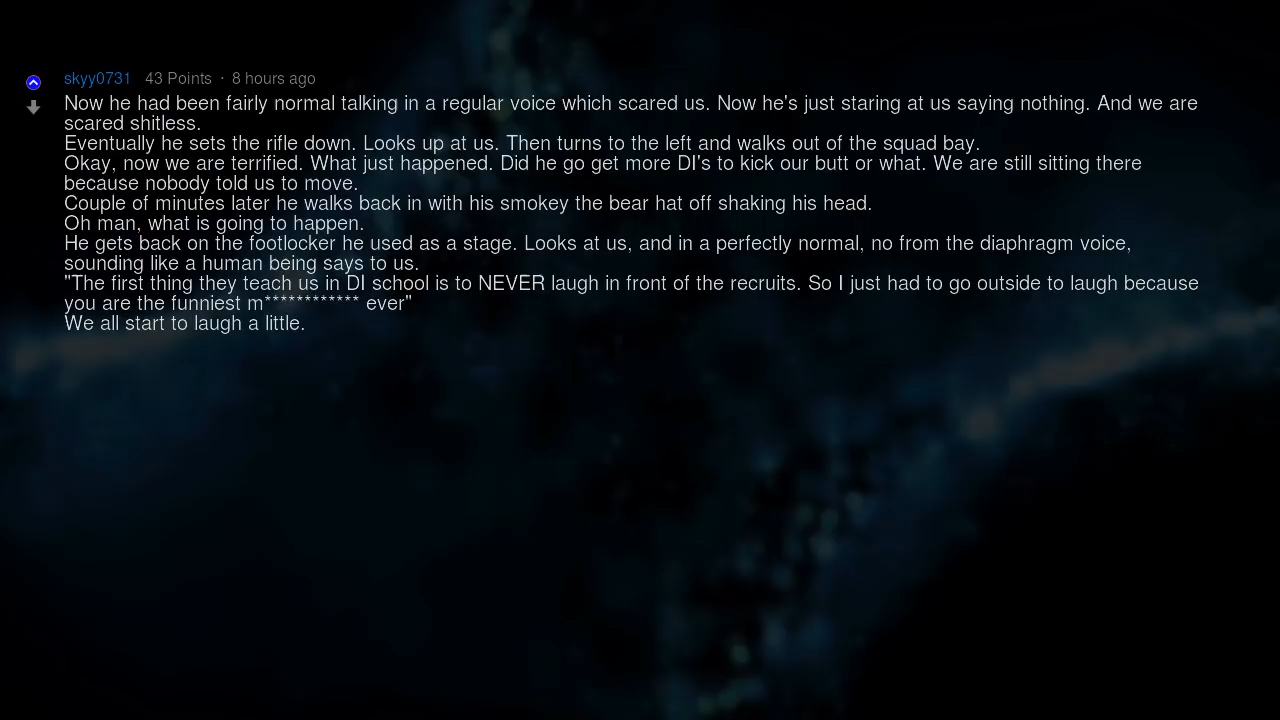 skyy0731 43 Points · 8 hours ago
Now he had been fairly normal talking in a regular voice which scared us. Now he's just staring at us saying nothing. And we are
scared shitless.
Eventually he sets the rifle down. Looks up at us. Then turns to the left and walks out of the squad bay.
Okay, now we are terrified. What just happened. Did he go get more DI's to kick our butt or what. We are still sitting there
because nobody told us to move.
Couple of minutes later he walks back in with his smokey the bear hat off shaking his head.
Oh man, what is going to happen.
He gets back on the footlocker he used as a stage. Looks at us, and in a perfectly normal, no from the diaphragm voice,
sounding like a human being says to us.
"The first thing they teach us in DI school is to NEVER laugh in front of the recruits. So I just had to go outside to laugh because
you are the funniest m************ ever"
We all start to laugh a little.